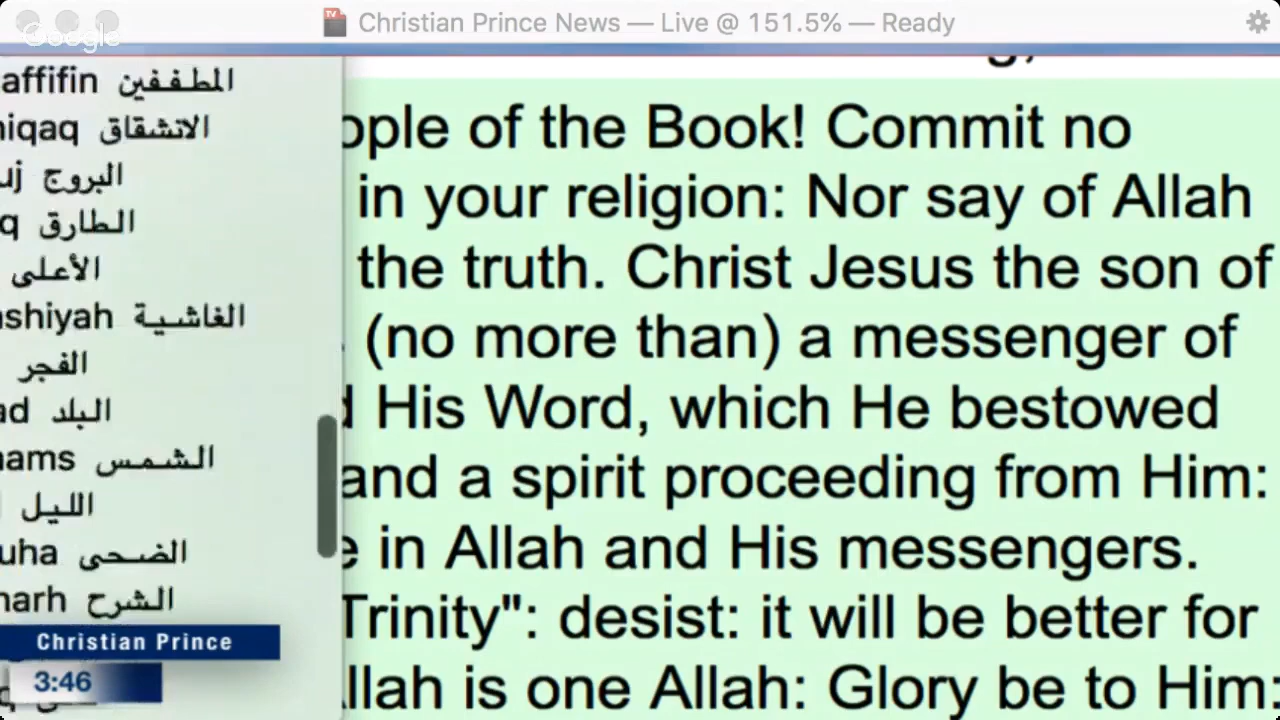 Christian Prince News — Live @ 151.5% — Ready
Google
affifin المطففين
niqaq الانشقاق
uj البروج
q الطارق
الأعلى
ashiyah الغاشية
الفجر
ad البلد
hams الشمس
الليل
uha الضحى
harh الشرح
Christian Prince
3:46
ople of the Book! Commit no
in your religion: Nor say of Allah
the truth. Christ Jesus the son of
(no more than) a messenger of
d His Word, which He bestowed
and a spirit proceeding from Him:
e in Allah and His messengers.
Trinity": desist: it will be better for
Allah is one Allah: Glory be to Him: